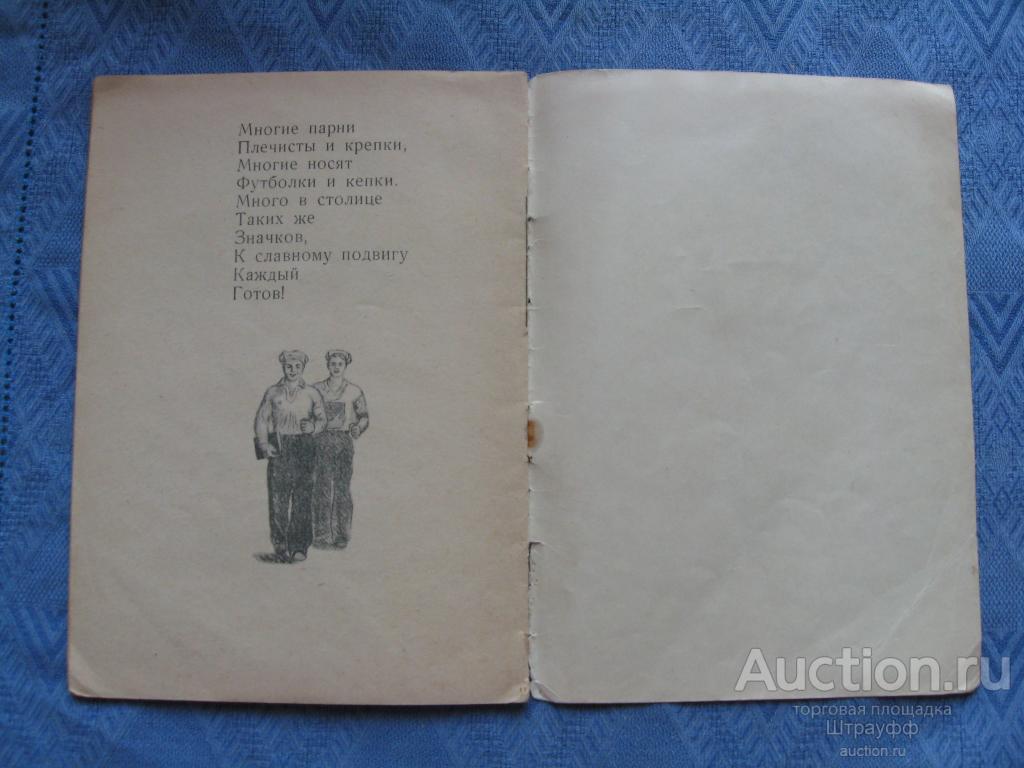 Многие парни
Плечисты и крепки,
Многие носят
Футболки и кепки.
Много в столице
Таких же
Значков,
К славному подвигу
Каждый
Готов!
Auction.ru
торговая площадка
Штрауфф
auction.ru